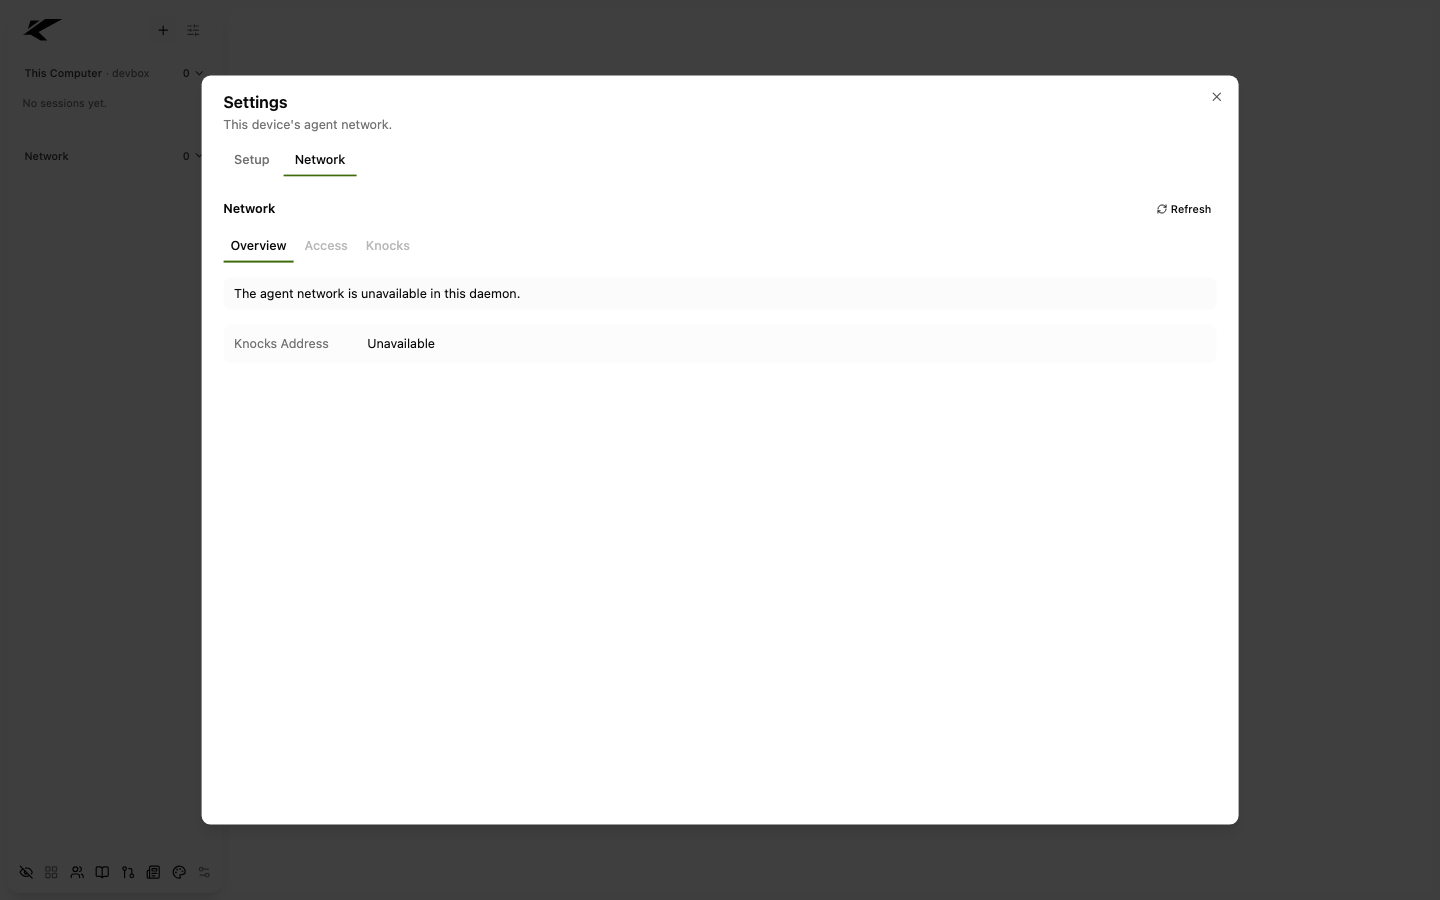 This Computer · devbox 0
No sessions yet.
Network 0
Settings
This device's agent network.
Setup Network
Network Refresh
Overview Access Knocks
The agent network is unavailable in this daemon.
Knocks Address Unavailable